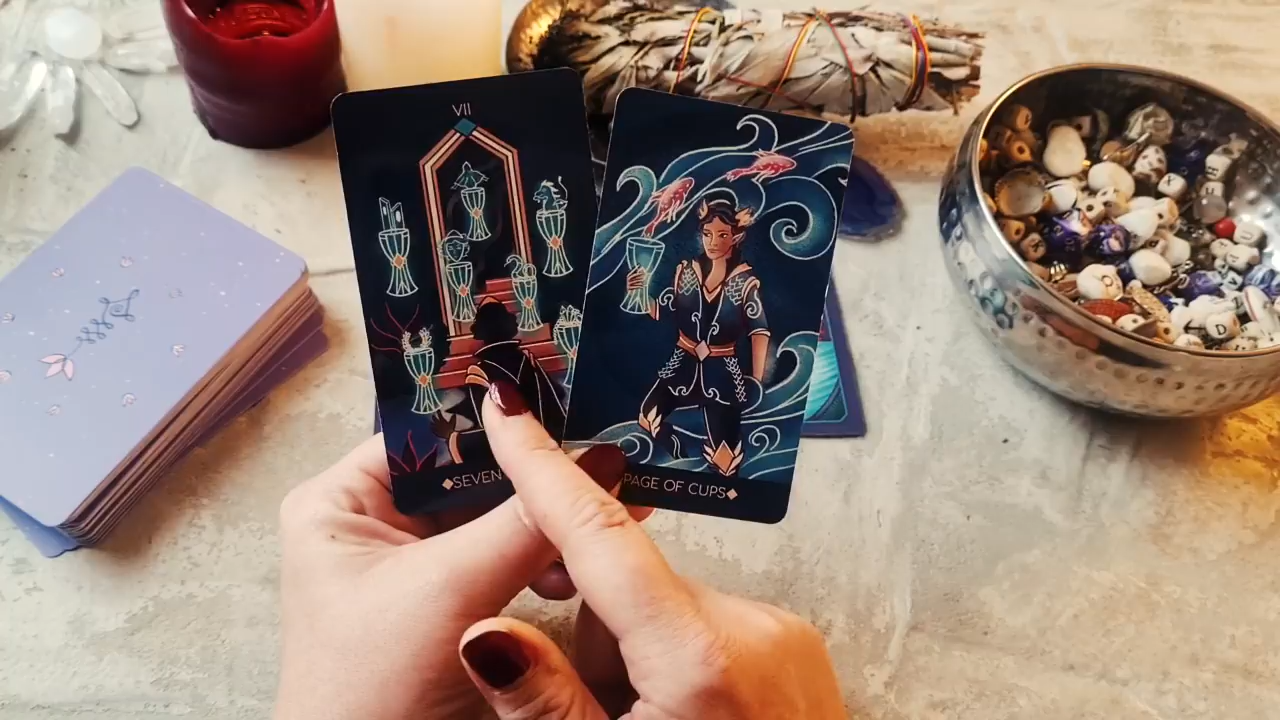 VII
SEVEN
PAGE OF CUPS
K
H
D